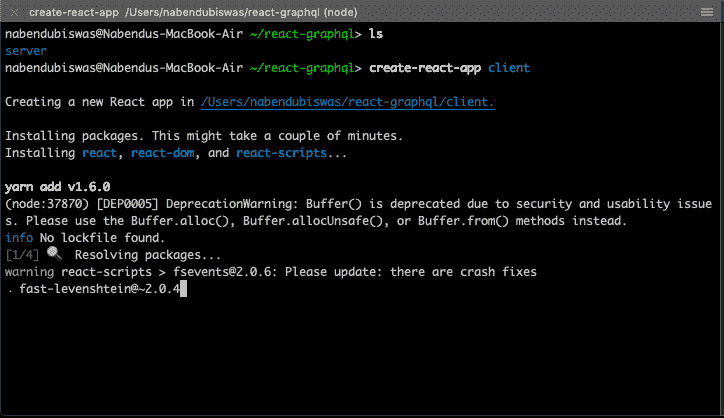 create-react-app /Users/nabendubiswas/react-graphql (node)
nabendubiswas@Nabendus-MacBook-Air ~/react-graphql> ls
server
nabendubiswas@Nabendus-MacBook-Air ~/react-graphql> create-react-app client
Creating a new React app in /Users/nabendubiswas/react-graphql/client.
Installing packages. This might take a couple of minutes.
Installing react, react-dom, and react-scripts...
yarn add v1.6.0
(node:37870) [DEP0005] DeprecationWarning: Buffer() is deprecated due to security and usability issue
s. Please use the Buffer.alloc(), Buffer.allocUnsafe(), or Buffer.from() methods instead.
info No lockfile found.
[1/4] 🔍 Resolving packages...
warning react-scripts > fsevents@2.0.6: Please update: there are crash fixes
. fast-levenshtein@~2.0.4